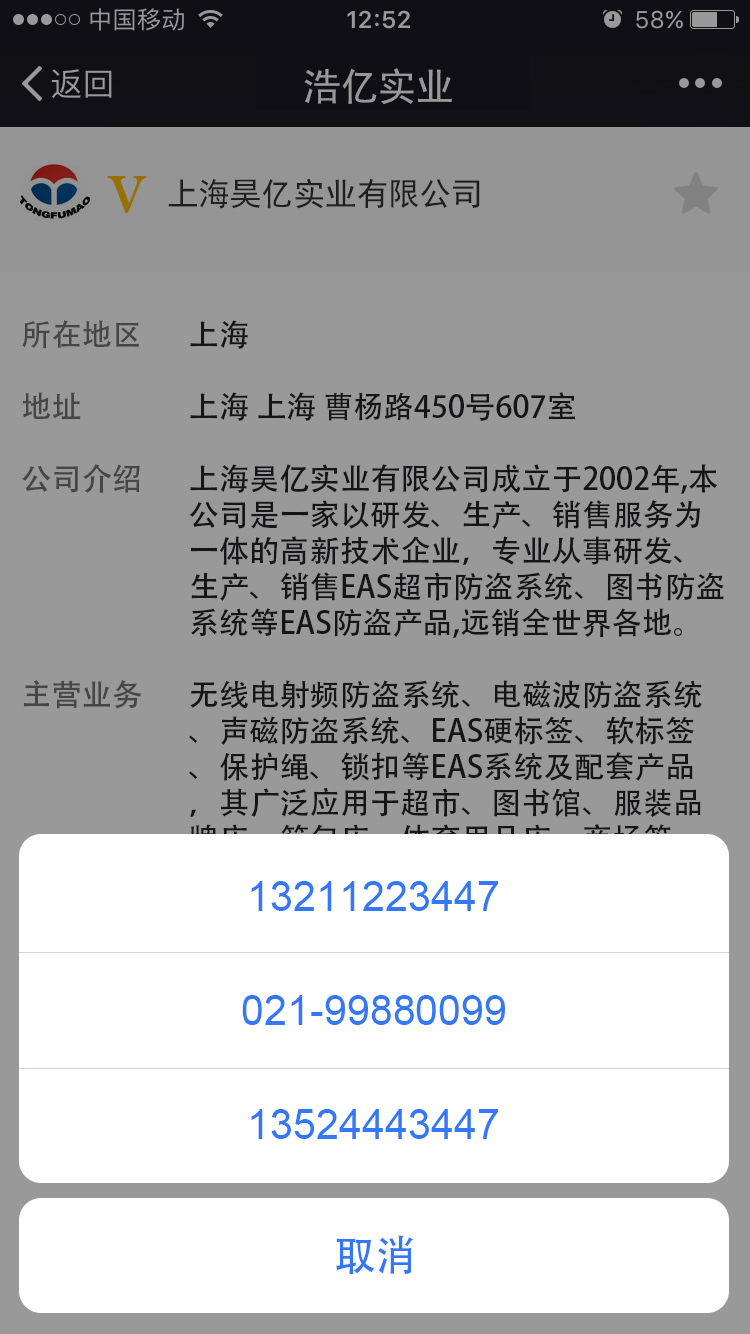 中国移动 12:52 58%
返回 浩亿实业
TONGFUMAO V 上海昊亿实业有限公司
所在地区 上海
地址 上海 上海 曹杨路450号607室
公司介绍 上海昊亿实业有限公司成立于2002年,本
公司是一家以研发、生产、销售服务为
一体的高新技术企业，专业从事研发、
生产、销售EAS超市防盗系统、图书防盗
系统等EAS防盗产品,远销全世界各地。
主营业务 无线电射频防盗系统、电磁波防盗系统
、声磁防盗系统、EAS硬标签、软标签
、保护绳、锁扣等EAS系统及配套产品
，其广泛应用于超市、图书馆、服装品
13211223447
021-99880099
13524443447
取消